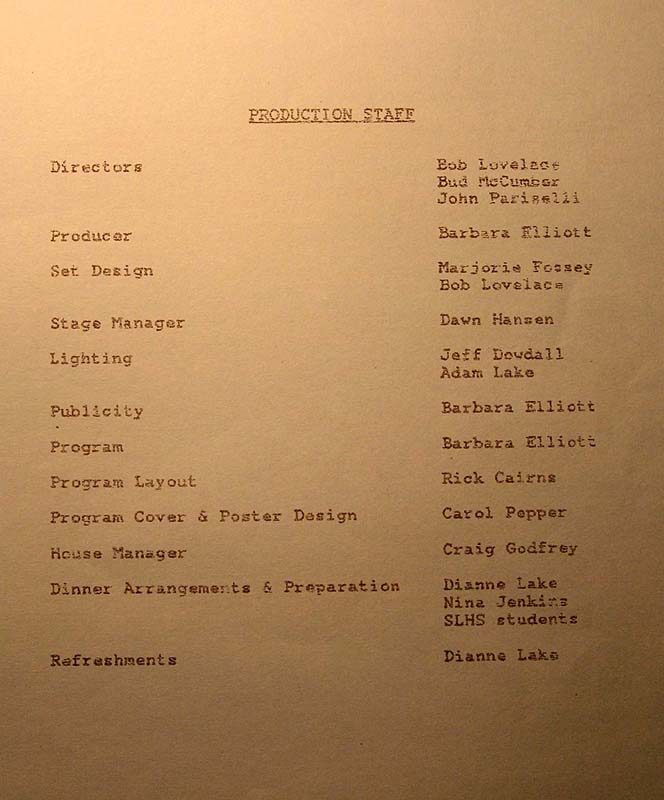 PRODUCTION STAFF
Directors Bob Lovelace
Bud McCumber
John Pariselli
Producer Barbara Elliott
Set Design Marjorie Fossey
Bob Lovelace
Stage Manager Dawn Hansen
Lighting Jeff Dowdall
Adam Lake
Publicity Barbara Elliott
Program Barbara Elliott
Program Layout Rick Cairns
Program Cover & Poster Design Carol Pepper
House Manager Craig Godfrey
Dinner Arrangements & Preparation Dianne Lake
Nina Jenkins
SLHS students
Refreshments Dianne Lake